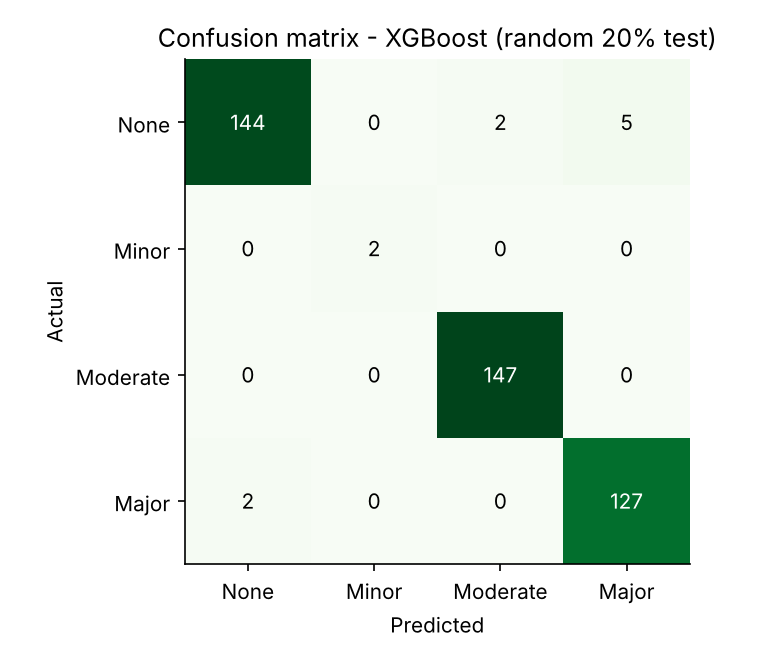 Confusion matrix - XGBoost (random 20% test)
None 144 0 2 5
Minor 0 2 0 0
Moderate 0 0 147 0
Major 2 0 0 127
None Minor Moderate Major
Predicted
Actual